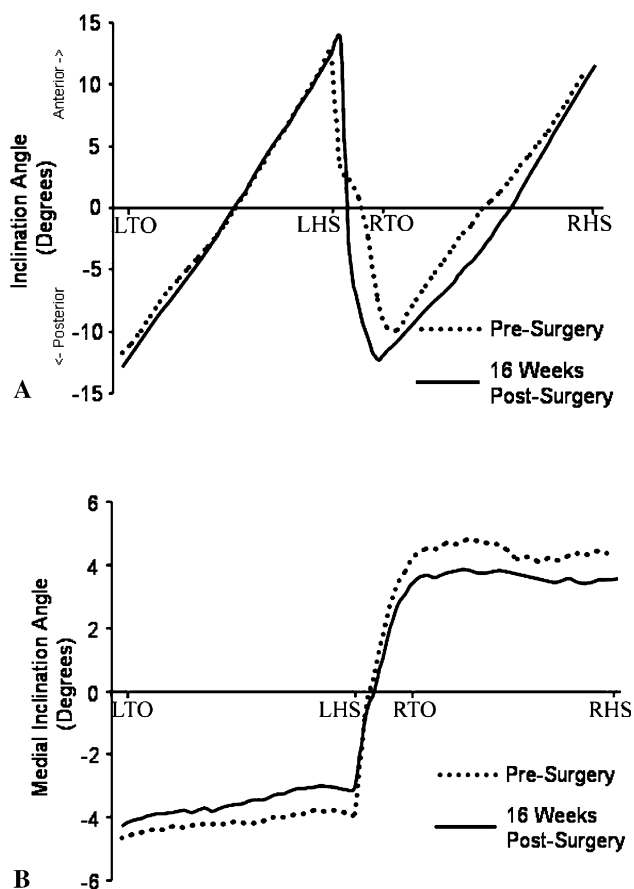 15
10
5
0
-5
-10
-15
Anterior ->
<- Posterior
Inclination Angle
(Degrees)
LTO
LHS
RTO
RHS
Pre-Surgery
16 Weeks
Post-Surgery
A
6
4
2
0
-2
-4
-6
Medial Inclination Angle
(Degrees)
LTO
LHS
RTO
RHS
Pre-Surgery
16 Weeks
Post-Surgery
B